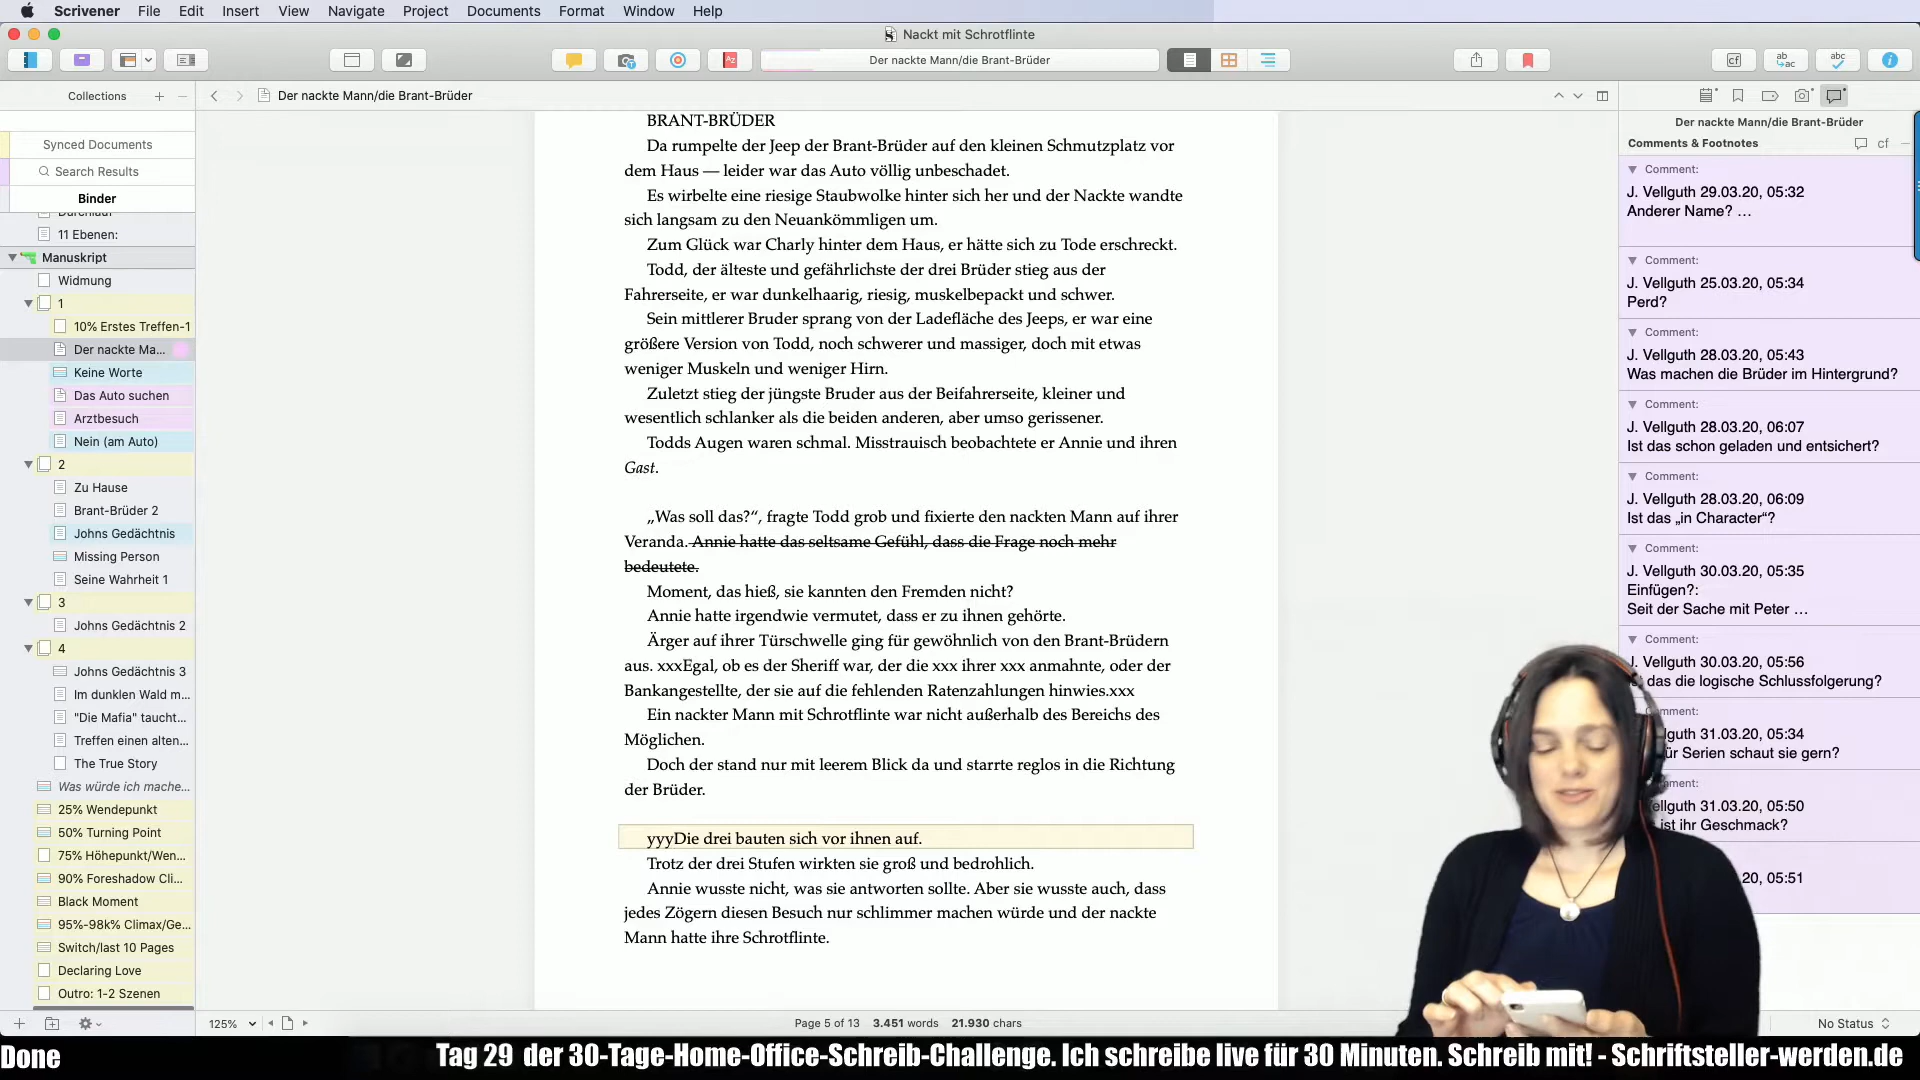 Scrivener File Edit Insert View Navigate Project Documents Format Window Help
Nackt mit Schrotflinte
Der nackte Mann/die Brant-Brüder
Collections
Der nackte Mann/die Brant-Brüder
Synced Documents
Search Results
Binder
Durchlauf
11 Ebenen:
Manuskript
Widmung
1
10% Erstes Treffen-1
Der nackte Ma...
Keine Worte
Das Auto suchen
Arztbesuch
Nein (am Auto)
2
Zu Hause
Brant-Brüder 2
Johns Gedächtnis
Missing Person
Seine Wahrheit 1
3
Johns Gedächtnis 2
4
Johns Gedächtnis 3
Im dunklen Wald m...
"Die Mafia" taucht...
Treffen einen alten...
The True Story
Was würde ich mache...
25% Wendepunkt
50% Turning Point
75% Höhepunkt/Wen...
90% Foreshadow Cli...
Black Moment
95%-98k% Climax/Ge...
Switch/last 10 Pages
Declaring Love
Outro: 1-2 Szenen
BRANT-BRÜDER
Da rumpelte der Jeep der Brant-Brüder auf den kleinen Schmutzplatz vor
dem Haus — leider war das Auto völlig unbeschadet.
Es wirbelte eine riesige Staubwolke hinter sich her und der Nackte wandte
sich langsam zu den Neuankömmligen um.
Zum Glück war Charly hinter dem Haus, er hätte sich zu Tode erschreckt.
Todd, der älteste und gefährlichste der drei Brüder stieg aus der
Fahrerseite, er war dunkelhaarig, riesig, muskelbepackt und schwer.
Sein mittlerer Bruder sprang von der Ladefläche des Jeeps, er war eine
größere Version von Todd, noch schwerer und massiger, doch mit etwas
weniger Muskeln und weniger Hirn.
Zuletzt stieg der jüngste Bruder aus der Beifahrerseite, kleiner und
wesentlich schlanker als die beiden anderen, aber umso gerissener.
Todds Augen waren schmal. Misstrauisch beobachtete er Annie und ihren
Gast.
„Was soll das?“, fragte Todd grob und fixierte den nackten Mann auf ihrer
Veranda. Annie hatte das seltsame Gefühl, dass die Frage noch mehr
bedeutete.
Moment, das hieß, sie kannten den Fremden nicht?
Annie hatte irgendwie vermutet, dass er zu ihnen gehörte.
Ärger auf ihrer Türschwelle ging für gewöhnlich von den Brant-Brüdern
aus. xxxEgal, ob es der Sheriff war, der die xxx ihrer xxx anmahnte, oder der
Bankangestellte, der sie auf die fehlenden Ratenzahlungen hinwies.xxx
Ein nackter Mann mit Schrotflinte war nicht außerhalb des Bereichs des
Möglichen.
Doch der stand nur mit leerem Blick da und starrte reglos in die Richtung
der Brüder.
yyyDie drei bauten sich vor ihnen auf.
Trotz der drei Stufen wirkten sie groß und bedrohlich.
Annie wusste nicht, was sie antworten sollte. Aber sie wusste auch, dass
jedes Zögern diesen Besuch nur schlimmer machen würde und der nackte
Mann hatte ihre Schrotflinte.
Der nackte Mann/die Brant-Brüder
Comments & Footnotes cf
Comment:
J. Vellguth 29.03.20, 05:32
Anderer Name? …
Comment:
J. Vellguth 25.03.20, 05:34
Perd?
Comment:
J. Vellguth 28.03.20, 05:43
Was machen die Brüder im Hintergrund?
Comment:
J. Vellguth 28.03.20, 06:07
Ist das schon geladen und entsichert?
Comment:
J. Vellguth 28.03.20, 06:09
Ist das „in Character“?
Comment:
J. Vellguth 30.03.20, 05:35
Einfügen?:
Seit der Sache mit Peter …
Comment:
J. Vellguth 30.03.20, 05:56
das die logische Schlussfolgerung?
omment:
lguth 31.03.20, 05:34
ür Serien schaut sie gern?
mment:
ellguth 31.03.20, 05:50
ist ihr Geschmack?
20, 05:51
125% Page 5 of 13 3.451 words 21.930 chars No Status
Done Tag 29 der 30-Tage-Home-Office-Schreib-Challenge. Ich schreibe live für 30 Minuten. Schreib mit! - Schriftsteller-werden.de